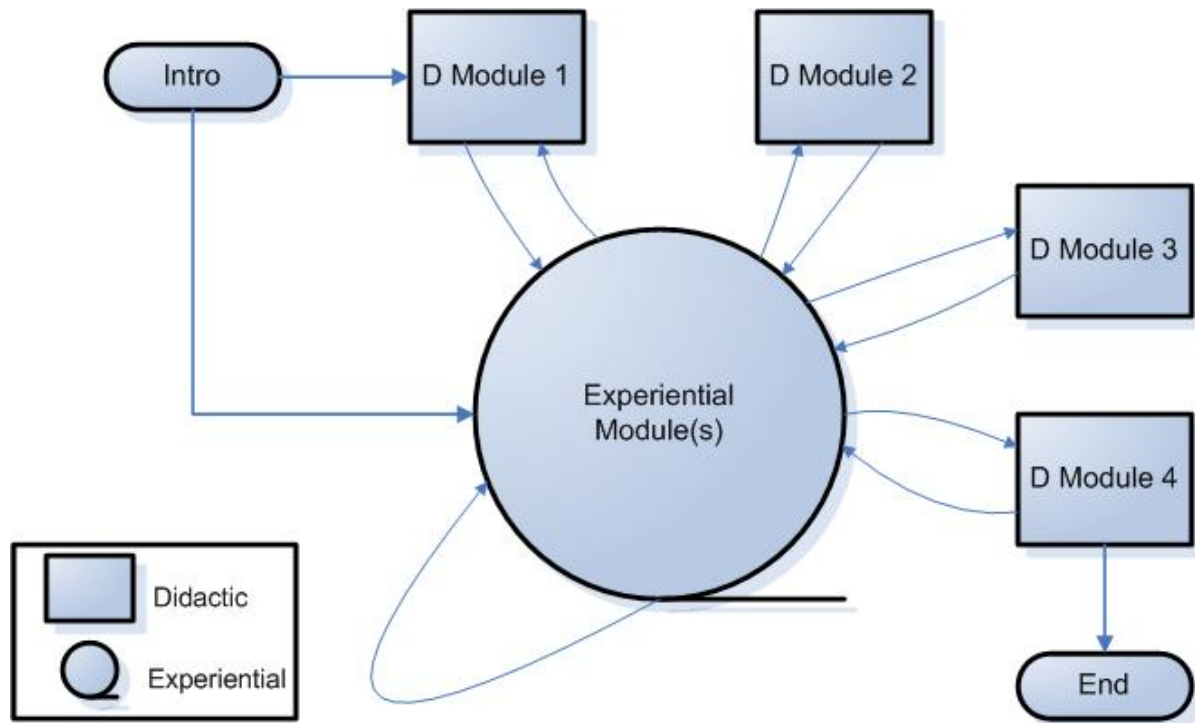 Intro
D Module 1
D Module 2
D Module 3
Experiential
Module(s)
D Module 4
Didactic
Experiential
End